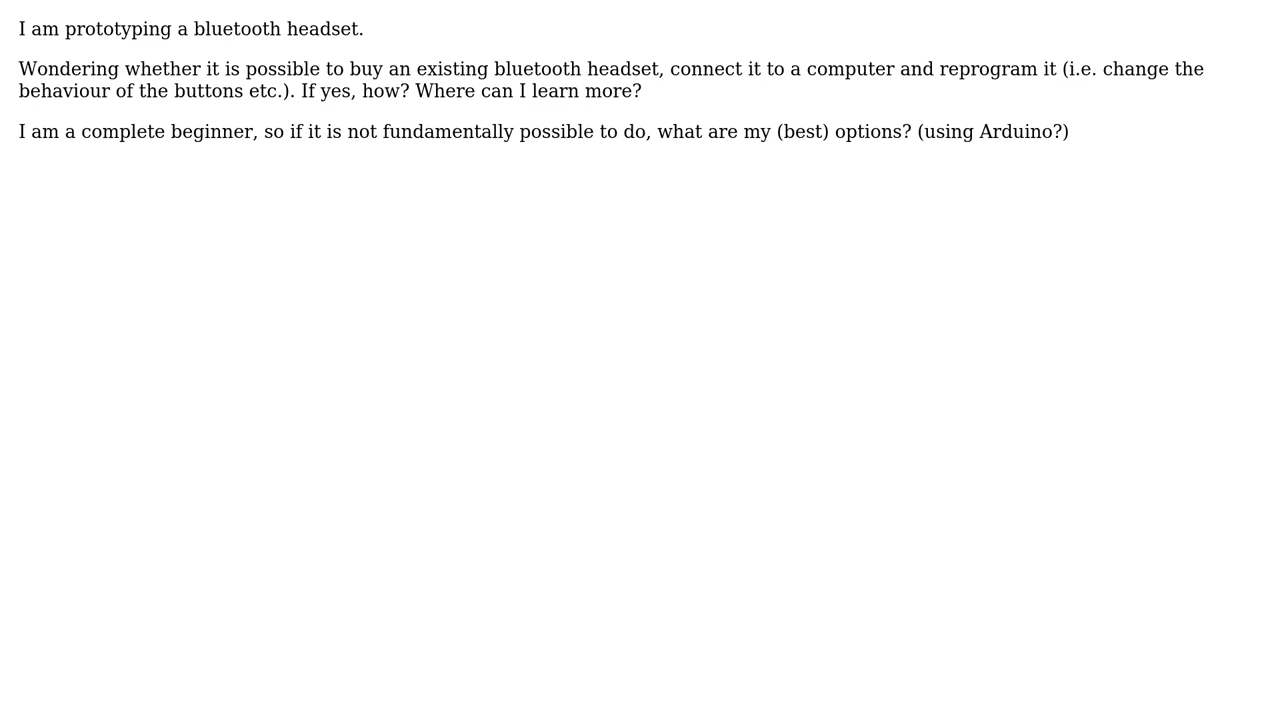 I am prototyping a bluetooth headset.
Wondering whether it is possible to buy an existing bluetooth headset, connect it to a computer and reprogram it (i.e. change the
behaviour of the buttons etc.). If yes, how? Where can I learn more?
I am a complete beginner, so if it is not fundamentally possible to do, what are my (best) options? (using Arduino?)